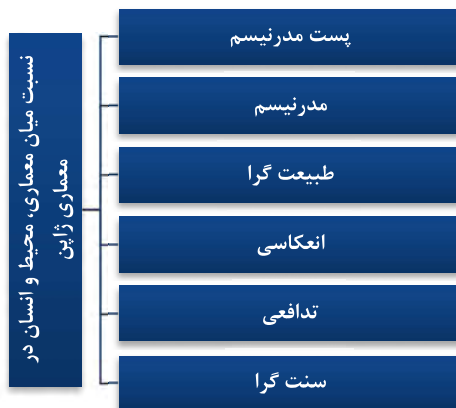 نسبت میان معماری، محیط و انسان در
معماری ژاپن
پست مدرنیسم
مدرنیسم
طبیعت گرا
انعکاسی
تدافعی
سنت گرا